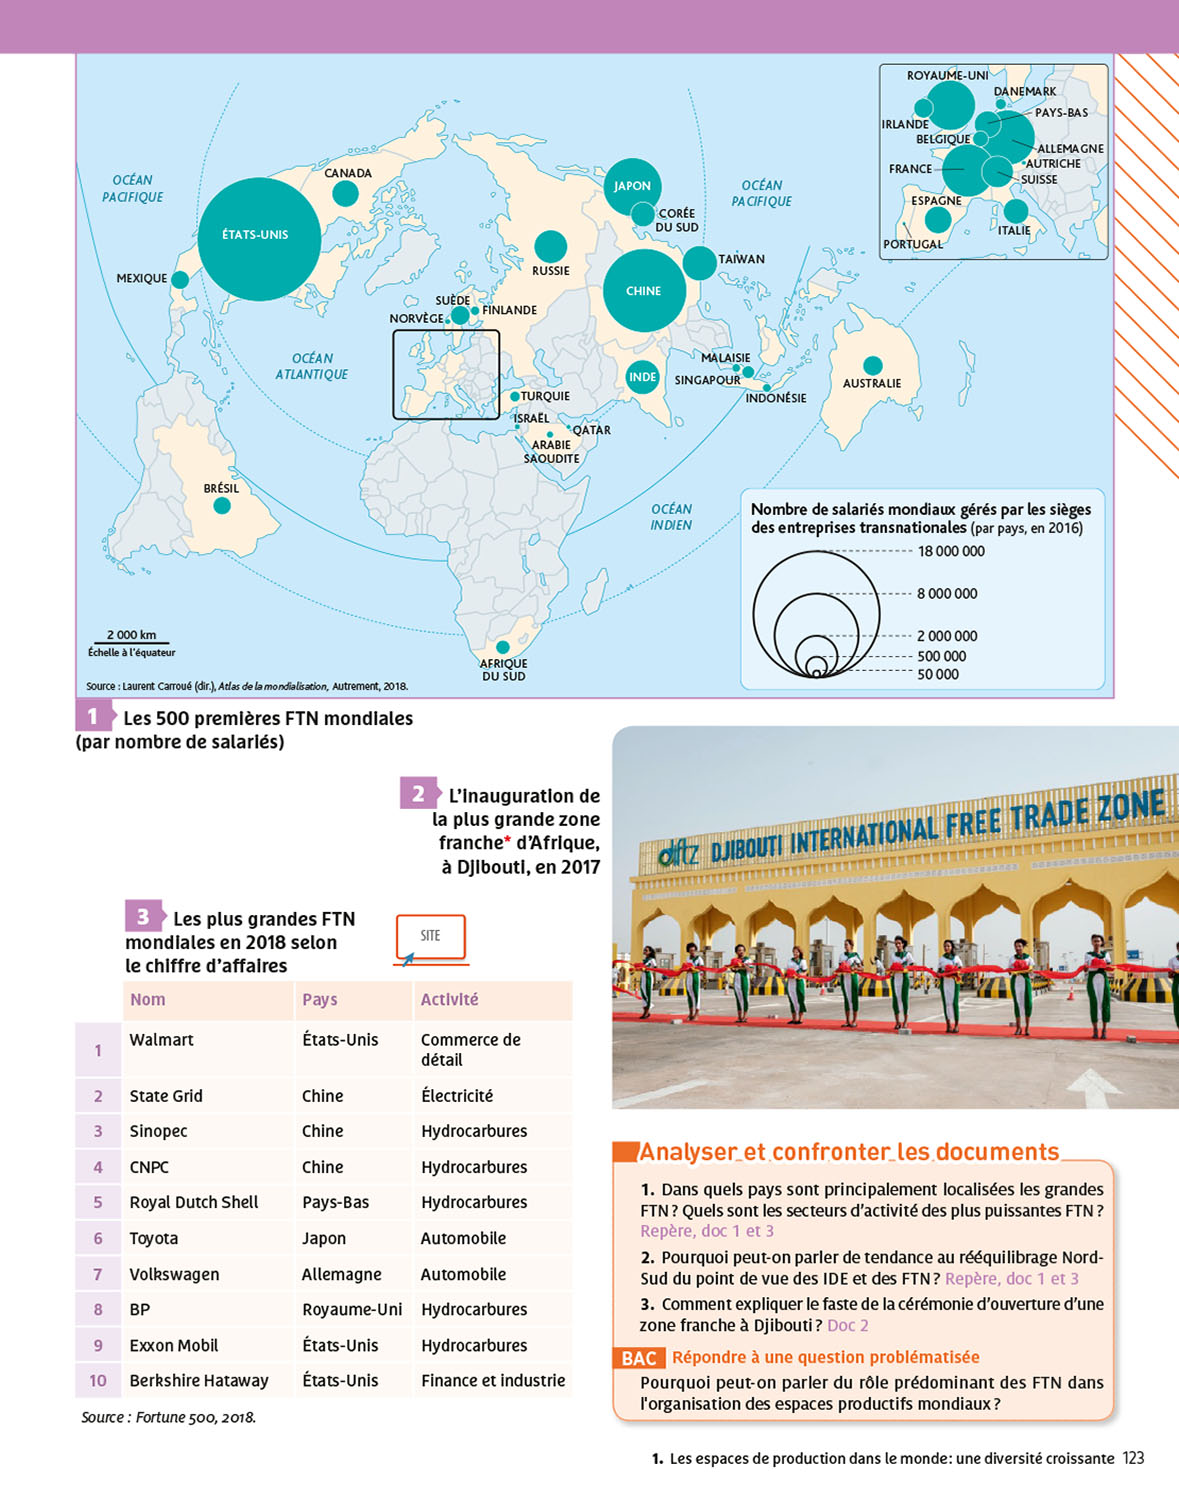 OCÉAN
PACIFIQUE
CANADA
ÉTATS-UNIS
MEXIQUE
OCÉAN
ATLANTIQUE
BRÉSIL
SUÈDE
NORVÈGE
FINLANDE
RUSSIE
JAPON
CORÉE
DU SUD
OCÉAN
PACIFIQUE
TAÏWAN
CHINE
INDE
MALAISIE
SINGAPOUR
INDONÉSIE
AUSTRALIE
TURQUIE
ISRAËL
QATAR
ARABIE
SAOUDITE
OCÉAN
INDIEN
AFRIQUE
DU SUD
ROYAUME-UNI
DANEMARK
PAYS-BAS
IRLANDE
BELGIQUE
ALLEMAGNE
AUTRICHE
FRANCE
SUISSE
ESPAGNE
ITALIE
PORTUGAL
Nombre de salariés mondiaux gérés par les sièges
des entreprises transnationales (par pays, en 2016)
18 000 000
8 000 000
2 000 000
500 000
50 000
2 000 km
Échelle à l'équateur
Source : Laurent Carroué (dir.), Atlas de la mondialisation, Autrement, 2018.
1 Les 500 premières FTN mondiales
(par nombre de salariés)
2 L'inauguration de
la plus grande zone
franche* d'Afrique,
à Djibouti, en 2017
diftz DJIBOUTI INTERNATIONAL FREE TRADE ZONE
3 Les plus grandes FTN
mondiales en 2018 selon
le chiffre d'affaires
SITE
Nom Pays Activité
1 Walmart États-Unis Commerce de
détail
2 State Grid Chine Électricité
3 Sinopec Chine Hydrocarbures
4 CNPC Chine Hydrocarbures
5 Royal Dutch Shell Pays-Bas Hydrocarbures
6 Toyota Japon Automobile
7 Volkswagen Allemagne Automobile
8 BP Royaume-Uni Hydrocarbures
9 Exxon Mobil États-Unis Hydrocarbures
10 Berkshire Hataway États-Unis Finance et industrie
Source : Fortune 500, 2018.
Analyser et confronter les documents
1. Dans quels pays sont principalement localisées les grandes
FTN ? Quels sont les secteurs d'activité des plus puissantes FTN ?
Repère, doc 1 et 3
2. Pourquoi peut-on parler de tendance au rééquilibrage Nord-
Sud du point de vue des IDE et des FTN ? Repère, doc 1 et 3
3. Comment expliquer le faste de la cérémonie d'ouverture d'une
zone franche à Djibouti ? Doc 2
BAC Répondre à une question problématisée
Pourquoi peut-on parler du rôle prédominant des FTN dans
l'organisation des espaces productifs mondiaux ?
1. Les espaces de production dans le monde : une diversité croissante 123